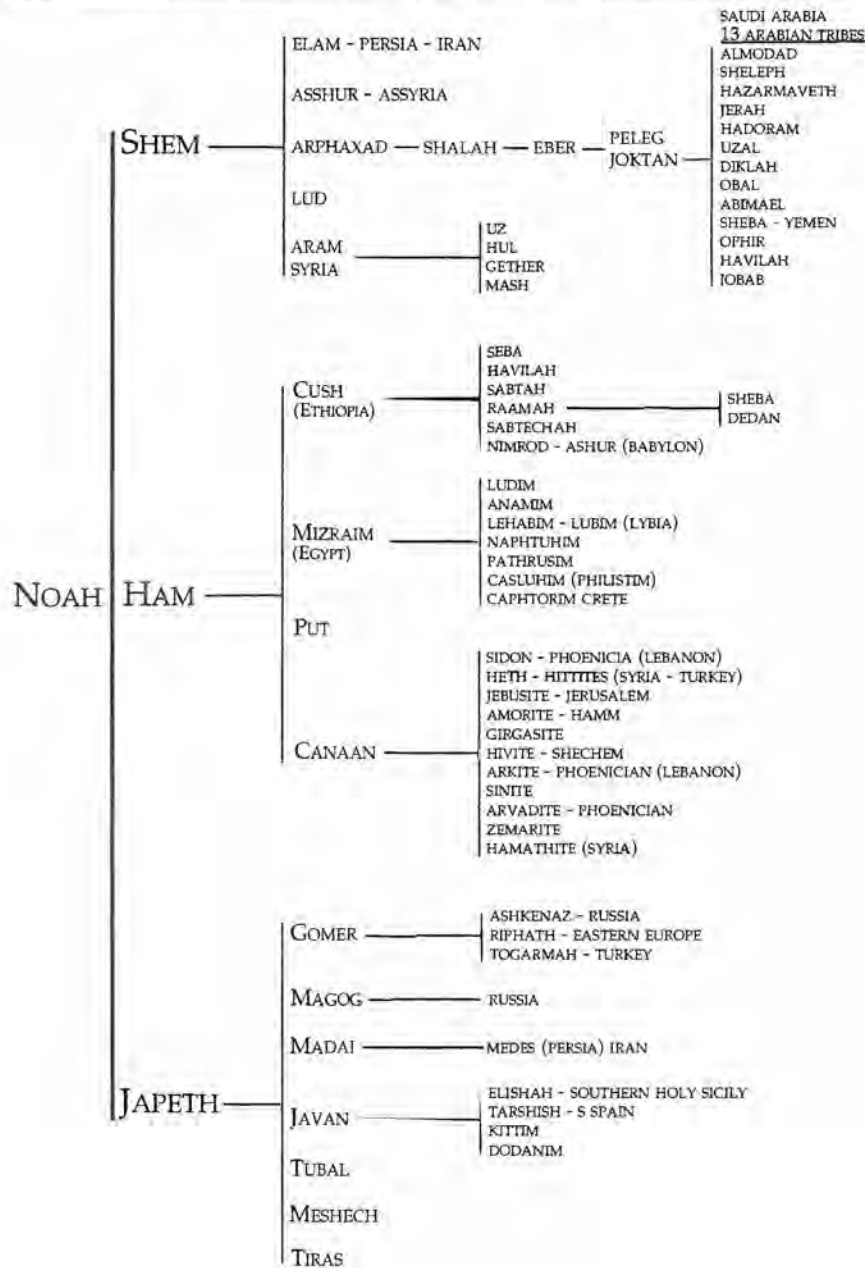 SAUDI ARABIA
13 ARABIAN TRIBES
ELAM - PERSIA - IRAN
ASSHUR - ASSYRIA
SHEM
ARPHAXAD
SHALAH
EBER
PELEG
JOKTAN
ALMODAD
SHELEPH
HAZARMAVETH
JERAH
HADORAM
UZAL
DIKLAH
OBAL
ABIMAEL
SHEBA - YEMEN
OPHIR
HAVILAH
JOBAB
LUD
ARAM
SYRIA
UZ
HUL
GETHER
MASH
NOAH
HAM
CUSH
(ETHIOPIA)
SEBA
HAVILAH
SABTAH
RAAMAH
SABTECHAH
NIMROD - ASHUR (BABYLON)
SHEBA
DEDAN
MIZRAIM
(EGYPT)
LUDIM
ANAMIM
LEHABIM - LUBIM (LYBIA)
NAPHTUHIM
PATHRUSIM
CASLUHIM (PHILISTIM)
CAPHTORIM CRETE
PUT
CANAAN
SIDON - PHOENICIA (LEBANON)
HETH - HITTITES (SYRIA - TURKEY)
JEBUSITE - JERUSALEM
AMORITE - HAMM
GIRGASITE
HIVITE - SHECHEM
ARKITE - PHOENICIAN (LEBANON)
SINITE
ARVADITE - PHOENICIAN
ZEMARITE
HAMATHITE (SYRIA)
JAPETH
GOMER
ASHKENAZ - RUSSIA
RIPHATH - EASTERN EUROPE
TOGARMAH - TURKEY
MAGOG
RUSSIA
MADAI
MEDES (PERSIA) IRAN
JAVAN
ELISHAH - SOUTHERN HOLY SICILY
TARSHISH - S SPAIN
KITTIM
DODANIM
TUBAL
MESHECH
TIRAS